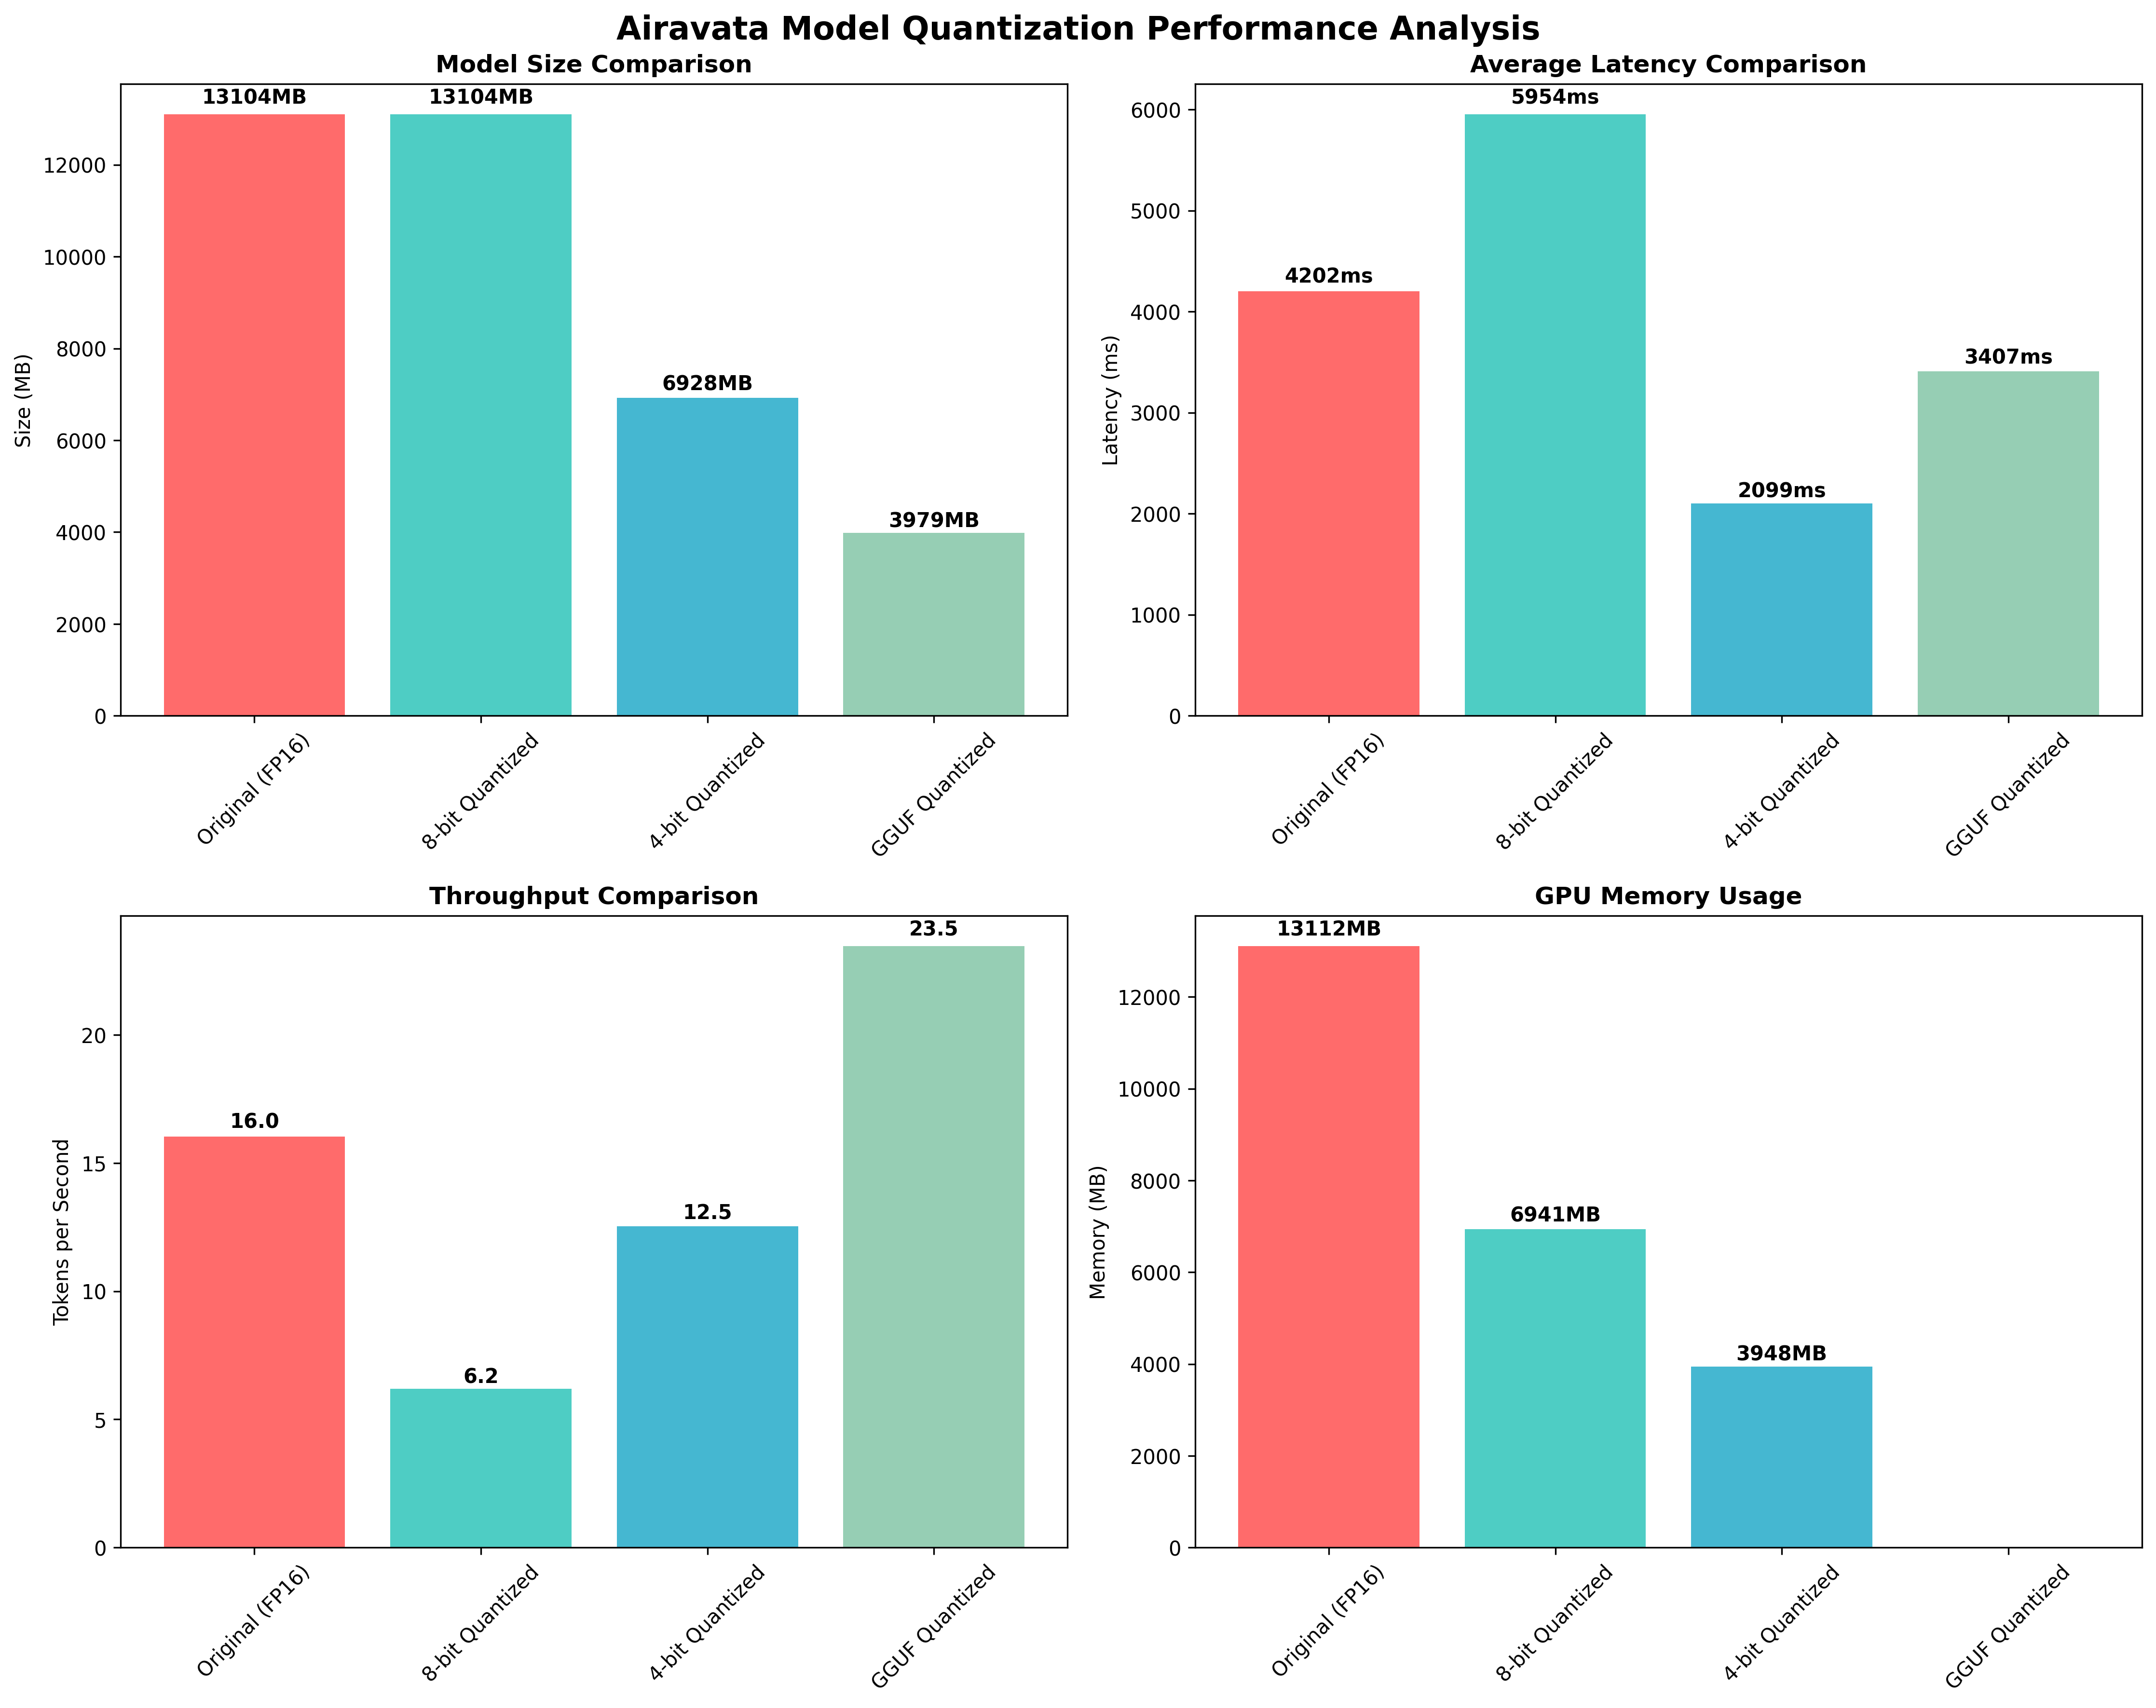 Airavata Model Quantization Performance Analysis
Model Size Comparison
13104MB
13104MB
6928MB
3979MB
12000
10000
8000
6000
4000
2000
0
Size (MB)
Original (FP16)
8-bit Quantized
4-bit Quantized
GGUF Quantized
Average Latency Comparison
4202ms
5954ms
2099ms
3407ms
6000
5000
4000
3000
2000
1000
0
Latency (ms)
Original (FP16)
8-bit Quantized
4-bit Quantized
GGUF Quantized
Throughput Comparison
16.0
6.2
12.5
23.5
20
15
10
5
0
Tokens per Second
Original (FP16)
8-bit Quantized
4-bit Quantized
GGUF Quantized
GPU Memory Usage
13112MB
6941MB
3948MB
12000
10000
8000
6000
4000
2000
0
Memory (MB)
Original (FP16)
8-bit Quantized
4-bit Quantized
GGUF Quantized